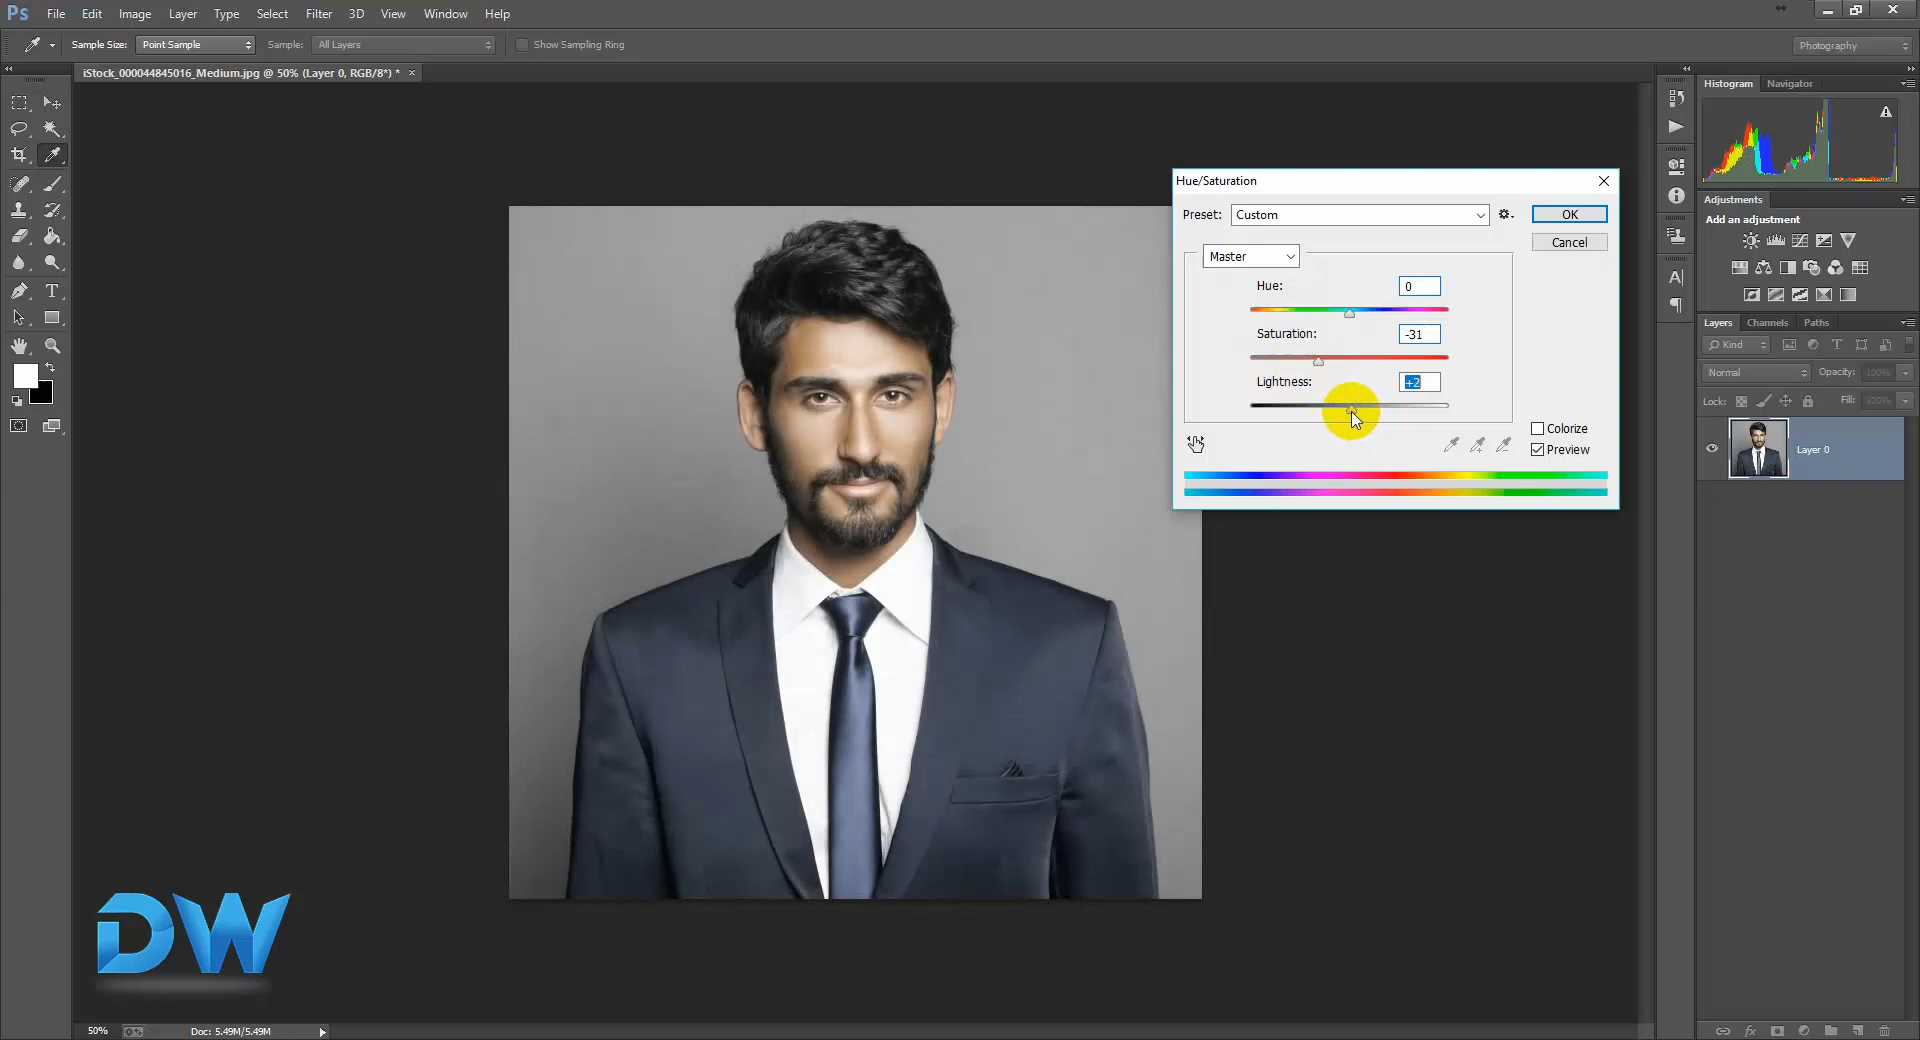 Ps File Edit Image Layer Type Select Filter 3D View Window Help
Sample Size: Point Sample Sample: All Layers Show Sampling Ring Photography
iStock_000044845016_Medium.jpg @ 50% (Layer 0, RGB/8*) * ×
Histogram Navigator
Hue/Saturation
Preset: Custom OK
Cancel
Master
Hue: 0
Saturation: -31
Lightness: +2
Colorize
Preview
Adjustments
Add an adjustment
Layers Channels Paths
Kind
Normal Opacity: 100%
Lock: Fill: 100%
Layer 0
DW
50% Doc: 5.49M/5.49M